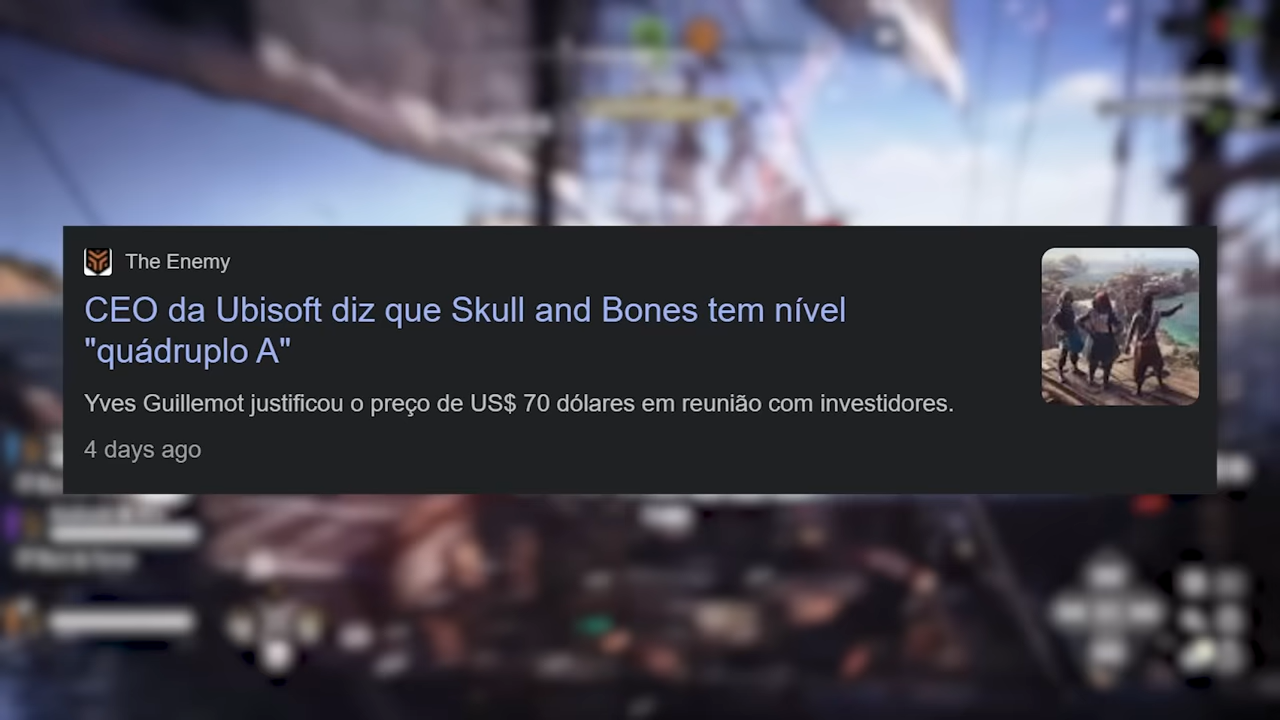 The Enemy
CEO da Ubisoft diz que Skull and Bones tem nível
"quádruplo A"
Yves Guillemot justificou o preço de US$ 70 dólares em reunião com investidores.
4 days ago